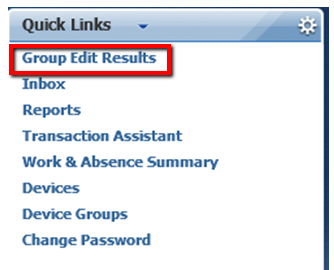 Quick Links
Group Edit Results
Inbox
Reports
Transaction Assistant
Work & Absence Summary
Devices
Device Groups
Change Password